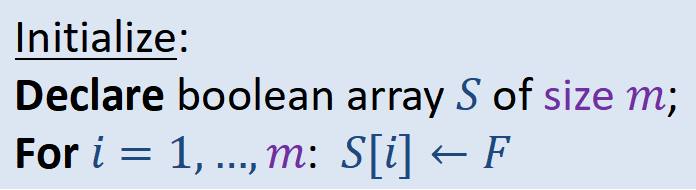 Initialize:
Declare boolean array S of size m;
For i = 1, ..., m: S[i] ← F